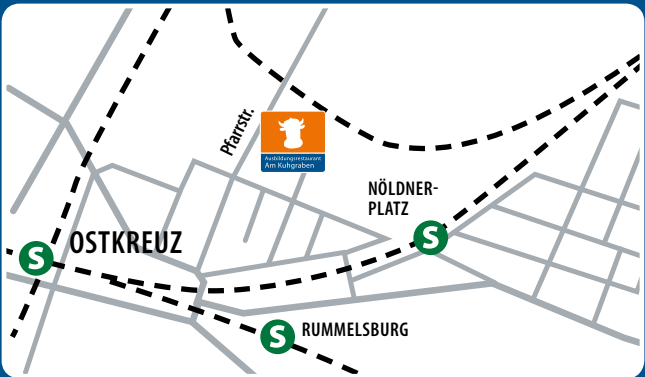 Pfarrstr.
Ausbildungsrestaurant
Am Kuhgraben
NÖLDNER-
PLATZ
S
OSTKREUZ
S
S
RUMMELSBURG